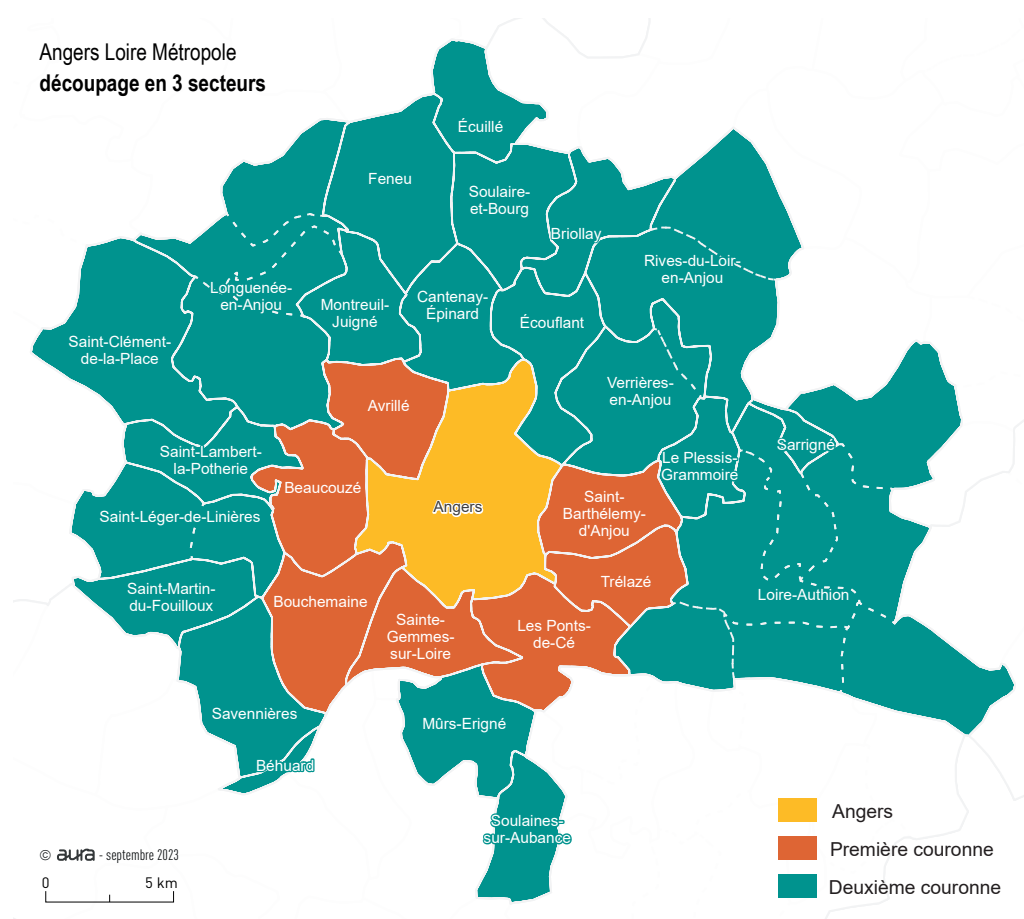 Angers Loire Métropole
découpage en 3 secteurs
Écuillé
Feneu
Soulaire-
et-Bourg
Briollay
Rives-du-Loir-
en-Anjou
Longuenée-
en-Anjou
Montreuil-
Juigné
Cantenay-
Épinard
Écouflant
Saint-Clément-
de-la-Place
Verrières-
en-Anjou
Avrillé
Sarrigné
Saint-Lambert-
la-Potherie
Le Plessis-
Grammoire
Beaucouzé
Angers
Saint-
Barthélemy-
d'Anjou
Saint-Léger-de-Linières
Trélazé
Saint-Martin-
du-Fouilloux
Bouchemaine
Loire-Authion
Sainte-
Gemmes-
sur-Loire
Les Ponts-
de-Cé
Savennières
Mûrs-Erigné
Béhuard
Soulaines-
sur-Aubance
Angers
Première couronne
Deuxième couronne
© aura - septembre 2023
0 5 km